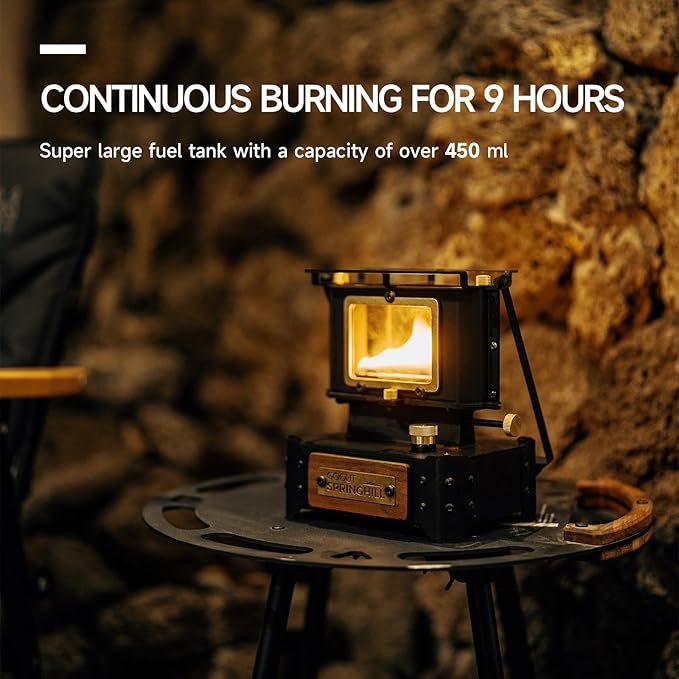 CONTINUOUS BURNING FOR 9 HOURS
Super large fuel tank with a capacity of over 450 ml
SCOUT
SPRINGHILL